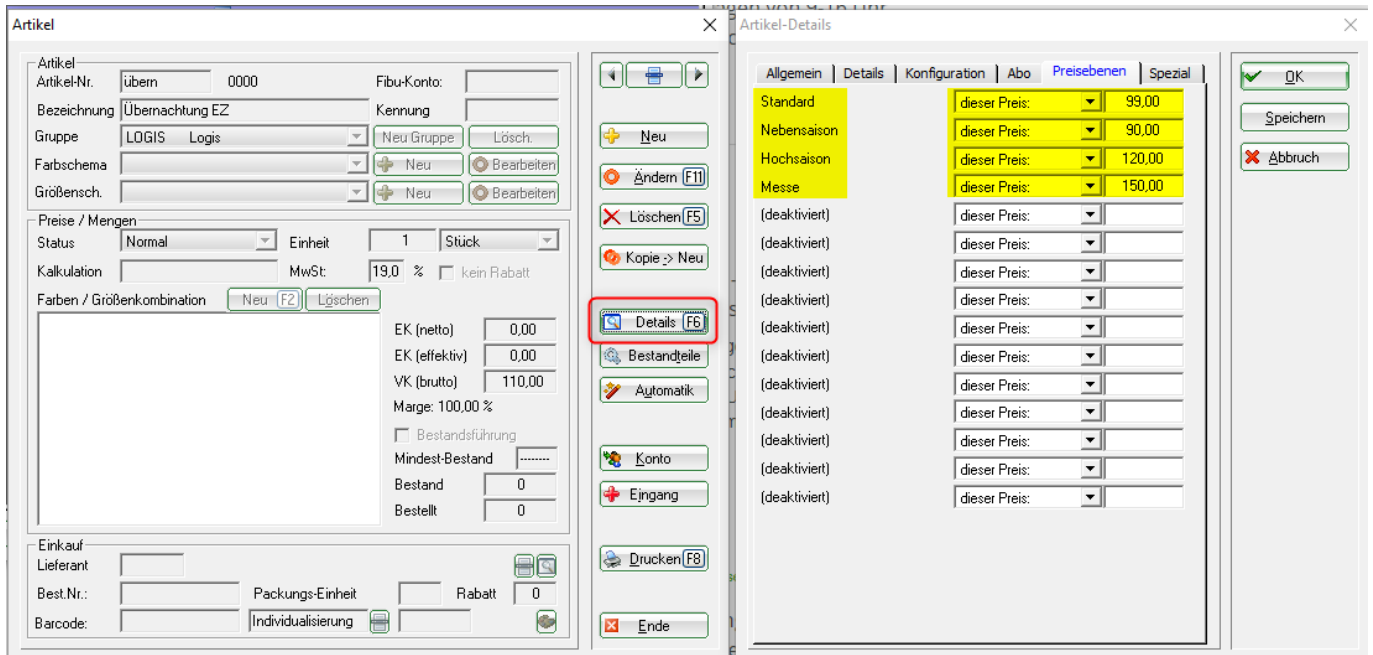 Artikel
Artikel
Artikel-Nr. übern 0000 Fibu-Konto:
Bezeichnung Übernachtung EZ Kennung
Gruppe LOGIS Logis Neu Gruppe Lösch.
Farbschema Neu Bearbeiten
Größensch. Neu Bearbeiten
Preise / Mengen
Status Normal Einheit 1 Stück
Kalkulation MwSt: 19,0 % kein Rabatt
Farben / Größenkombination Neu F2 Löschen
EK (netto) 0,00
EK (effektiv) 0,00
VK (brutto) 110,00
Marge: 100,00 %
Bestandsführung
Mindest-Bestand --------
Bestand 0
Bestellt 0
Einkauf
Lieferant
Best.Nr.: Packungs-Einheit Rabatt 0
Barcode: Individualisierung
Neu
Ändern F11
Löschen F5
Kopie -> Neu
Details F6
Bestandteile
Automatik
Konto
Eingang
Drucken F8
Ende
Artikel-Details
Allgemein Details Konfiguration Abo Preisebenen Spezial
Standard dieser Preis: 99,00
Nebensaison dieser Preis: 90,00
Hochsaison dieser Preis: 120,00
Messe dieser Preis: 150,00
(deaktiviert) dieser Preis:
(deaktiviert) dieser Preis:
(deaktiviert) dieser Preis:
(deaktiviert) dieser Preis:
(deaktiviert) dieser Preis:
(deaktiviert) dieser Preis:
(deaktiviert) dieser Preis:
(deaktiviert) dieser Preis:
(deaktiviert) dieser Preis:
(deaktiviert) dieser Preis:
(deaktiviert) dieser Preis:
OK
Speichern
Abbruch